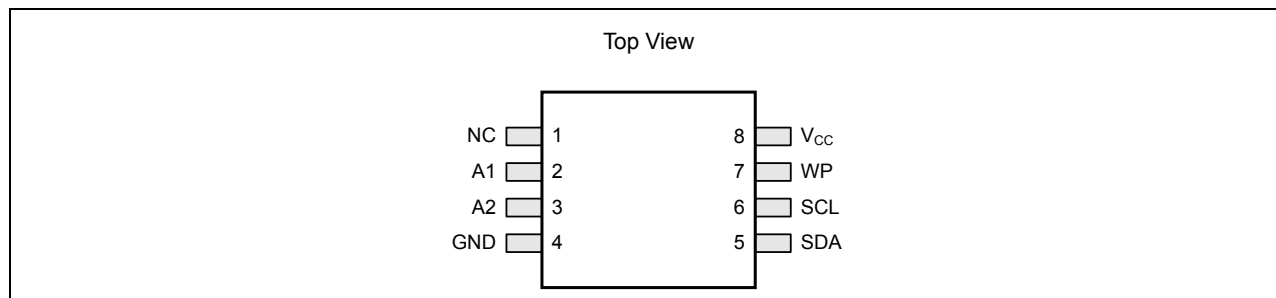 Top View
NC 1 8 VCC
A1 2 7 WP
A2 3 6 SCL
GND 4 5 SDA